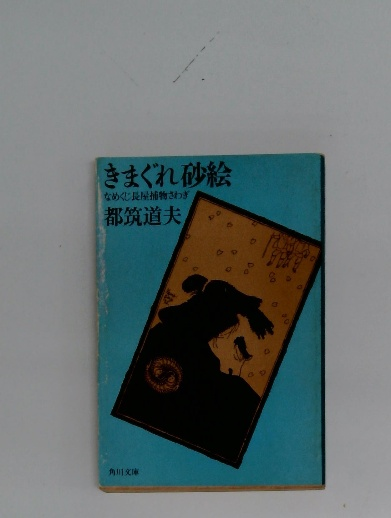 きまぐれ砂絵
なめくじ長屋捕物さわぎ
都筑道夫
角川文庫